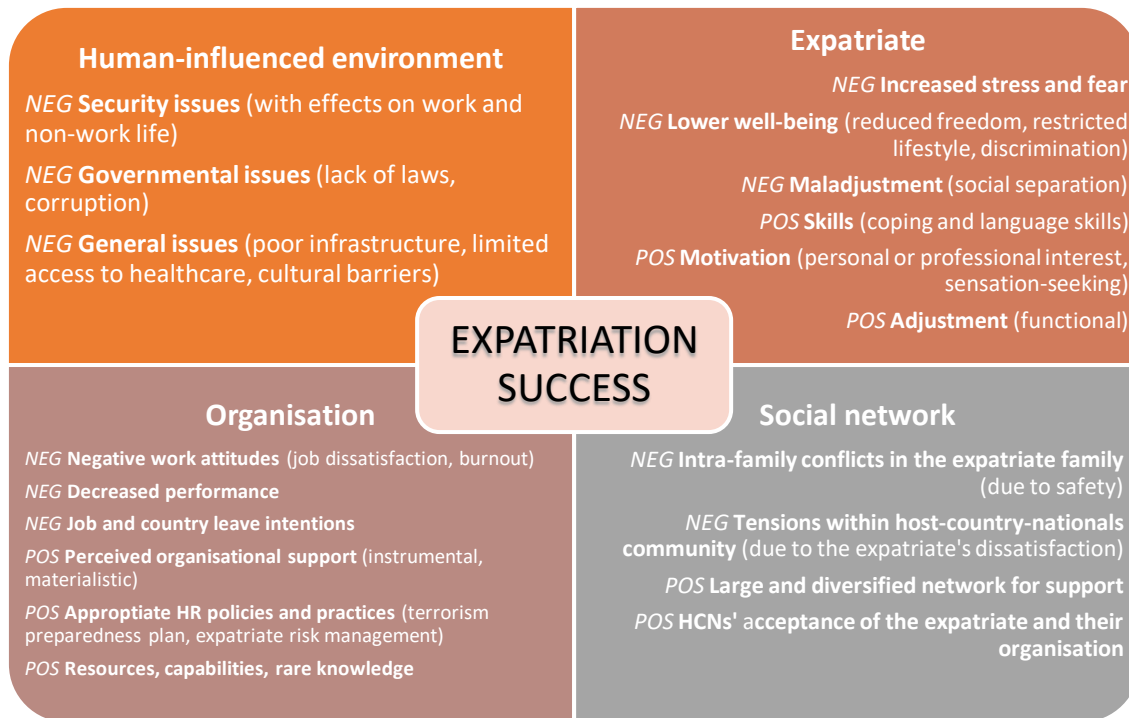 Human-influenced environment
NEG Security issues (with effects on work and
non-work life)
NEG Governmental issues (lack of laws,
corruption)
NEG General issues (poor infrastructure, limited
access to healthcare, cultural barriers)
Expatriate
NEG Increased stress and fear
NEG Lower well-being (reduced freedom, restricted
lifestyle, discrimination)
NEG Maladjustment (social separation)
POS Skills (coping and language skills)
POS Motivation (personal or professional interest,
sensation-seeking)
POS Adjustment (functional)
EXPATRIATION
SUCCESS
Organisation
NEG Negative work attitudes (job dissatisfaction, burnout)
NEG Decreased performance
NEG Job and country leave intentions
POS Perceived organisational support (instrumental,
materialistic)
POS Approptiate HR policies and practices (terrorism
preparedness plan, expatriate risk management)
POS Resources, capabilities, rare knowledge
Social network
NEG Intra-family conflicts in the expatriate family
(due to safety)
NEG Tensions within host-country-nationals
community (due to the expatriate's dissatisfaction)
POS Large and diversified network for support
POS HCNs' acceptance of the expatriate and their
organisation